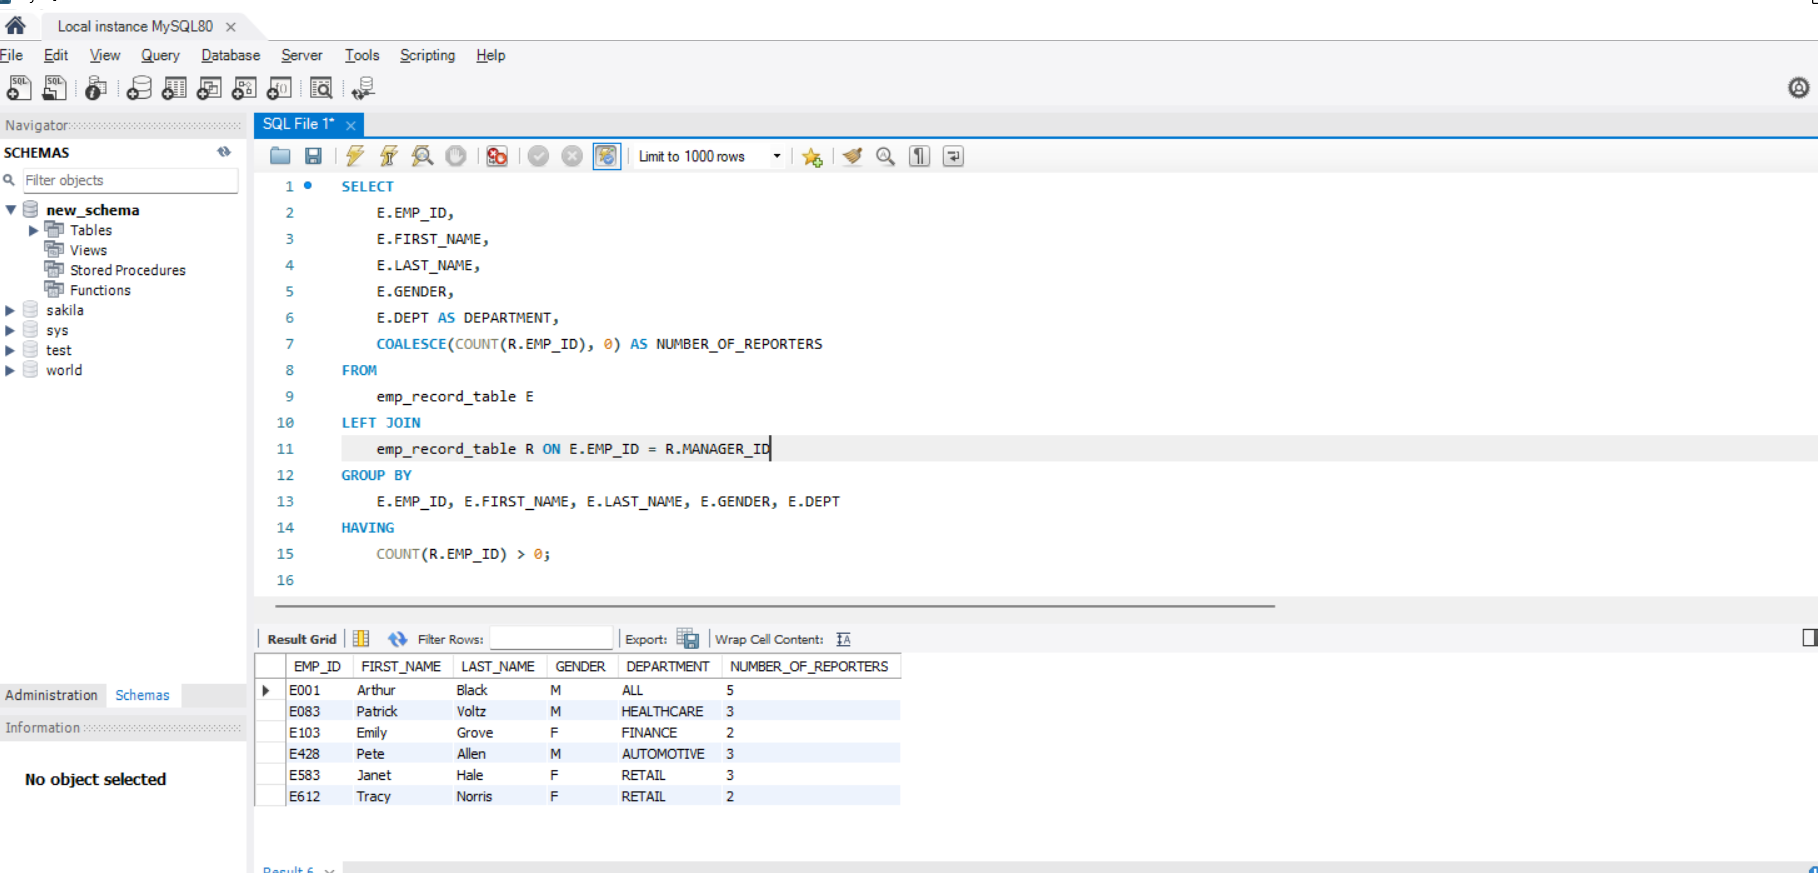 Local instance MySQL80
File Edit View Query Database Server Tools Scripting Help
Navigator
SCHEMAS
Filter objects
new_schema
Tables
Views
Stored Procedures
Functions
sakila
sys
test
world
Administration Schemas
Information
No object selected
SQL File 1*
Limit to 1000 rows
1 SELECT
2 E.EMP_ID,
3 E.FIRST_NAME,
4 E.LAST_NAME,
5 E.GENDER,
6 E.DEPT AS DEPARTMENT,
7 COALESCE(COUNT(R.EMP_ID), 0) AS NUMBER_OF_REPORTERS
8 FROM
9 emp_record_table E
10 LEFT JOIN
11 emp_record_table R ON E.EMP_ID = R.MANAGER_ID
12 GROUP BY
13 E.EMP_ID, E.FIRST_NAME, E.LAST_NAME, E.GENDER, E.DEPT
14 HAVING
15 COUNT(R.EMP_ID) > 0;
16
Result Grid Filter Rows: Export: Wrap Cell Content:
EMP_ID FIRST_NAME LAST_NAME GENDER DEPARTMENT NUMBER_OF_REPORTERS
E001 Arthur Black M ALL 5
E083 Patrick Voltz M HEALTHCARE 3
E103 Emily Grove F FINANCE 2
E428 Pete Allen M AUTOMOTIVE 3
E583 Janet Hale F RETAIL 3
E612 Tracy Norris F RETAIL 2
Result 6